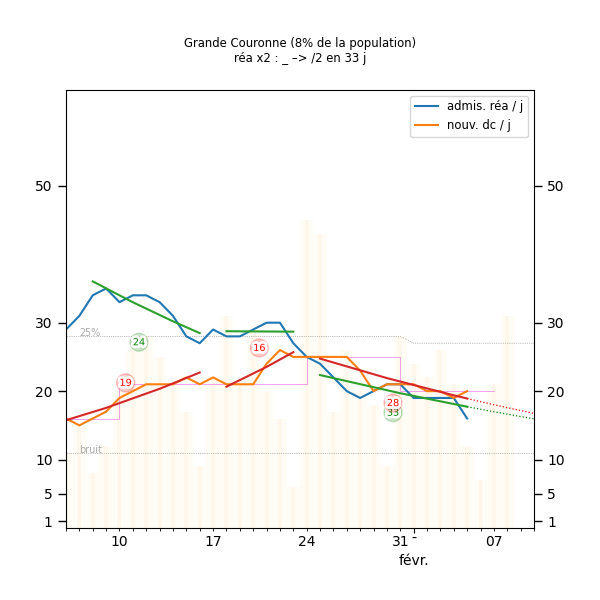 Grande Couronne (8% de la population)
réa x2 : _ –> /2 en 33 j
admis. réa / j
nouv. dc / j
50 50
30 30
25%
24
16
19
20 20
28
33
bruit
10 10
5 5
1 1
10 17 24 31 07
févr.